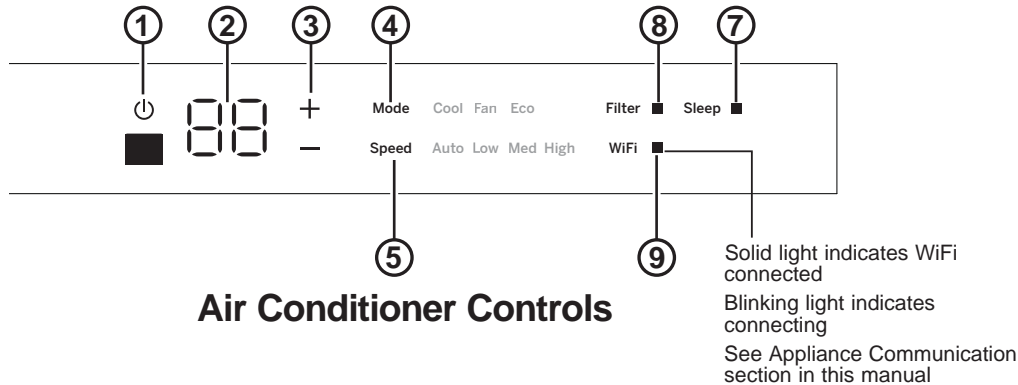 1 2 3 4 8 7
88
+ Mode Cool Fan Eco Filter Sleep
− Speed Auto Low Med High WiFi
5 9
Air Conditioner Controls
Solid light indicates WiFi
connected
Blinking light indicates
connecting
See Appliance Communication
section in this manual